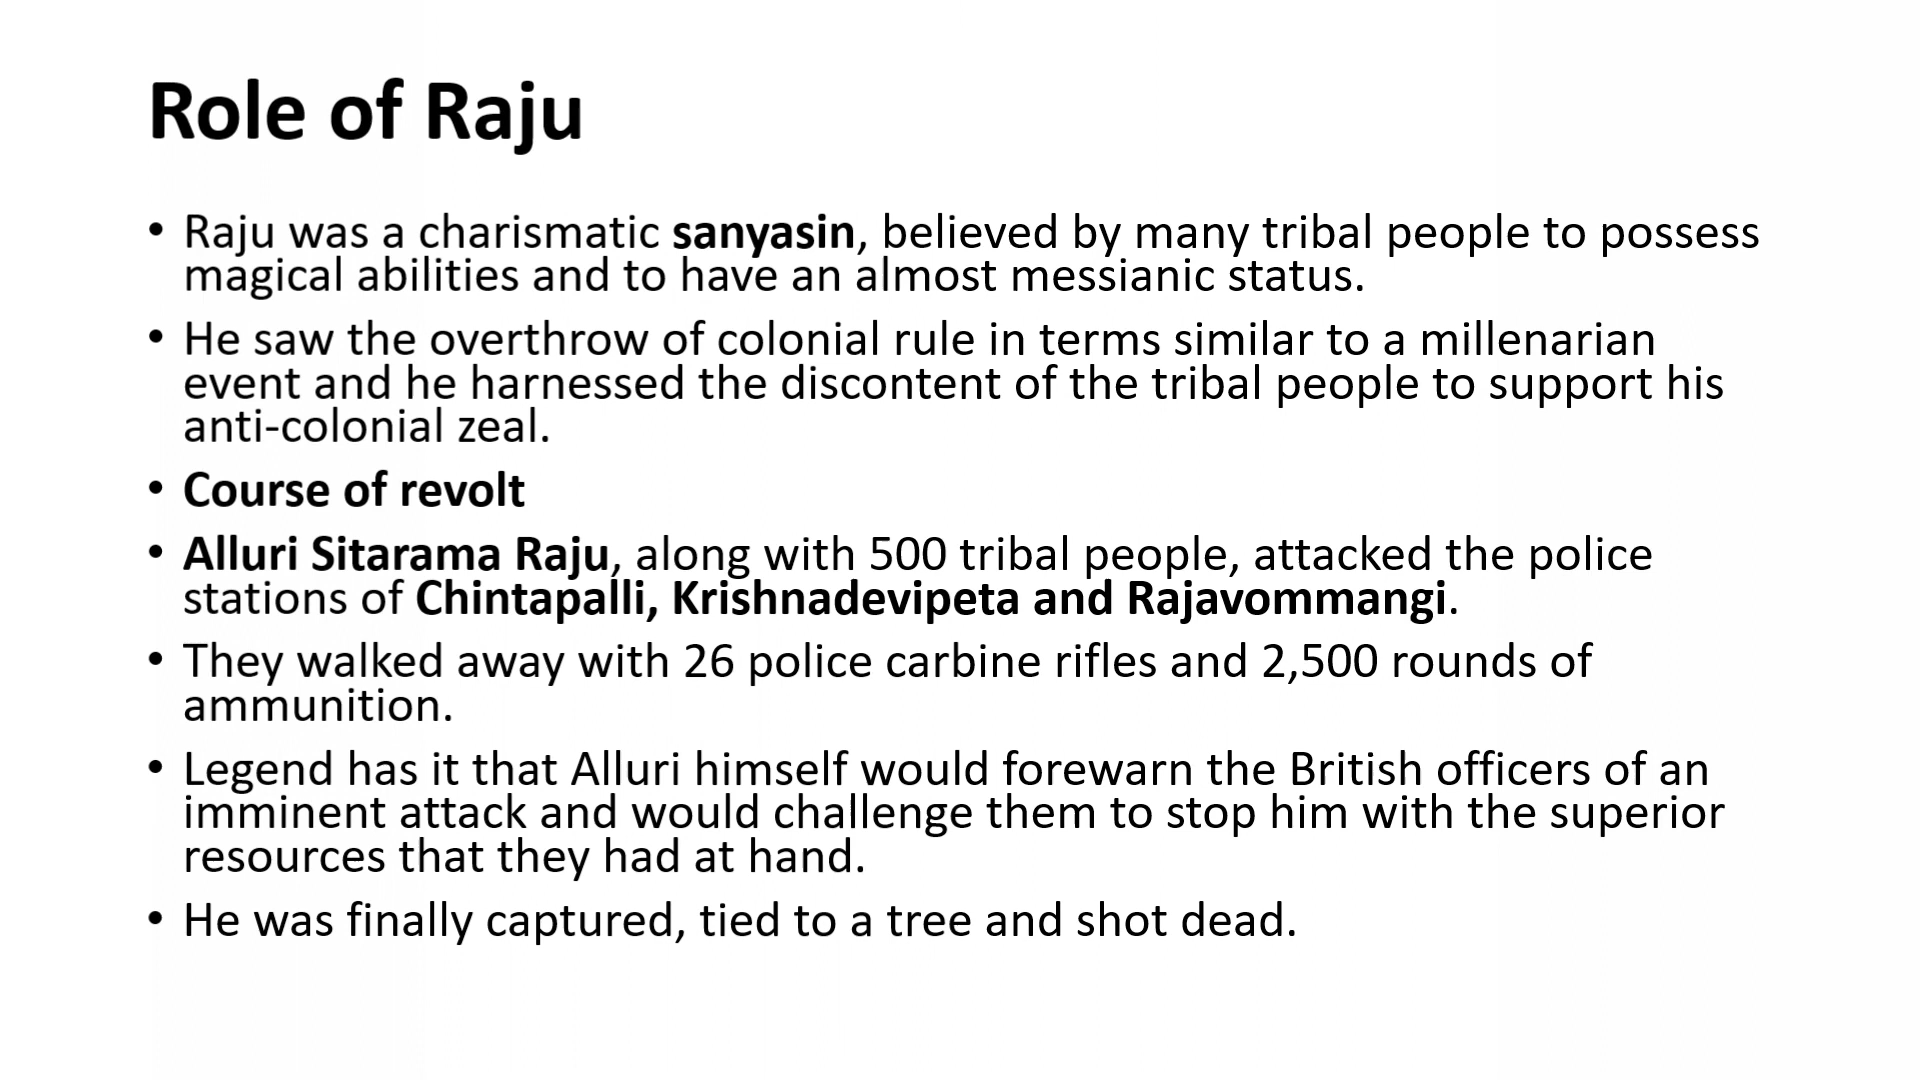 Role of Raju
• Raju was a charismatic sanyasin, believed by many tribal people to possess
magical abilities and to have an almost messianic status.
• He saw the overthrow of colonial rule in terms similar to a millenarian
event and he harnessed the discontent of the tribal people to support his
anti-colonial zeal.
• Course of revolt
• Alluri Sitarama Raju, along with 500 tribal people, attacked the police
stations of Chintapalli, Krishnadevipeta and Rajavommangi.
• They walked away with 26 police carbine rifles and 2,500 rounds of
ammunition.
• Legend has it that Alluri himself would forewarn the British officers of an
imminent attack and would challenge them to stop him with the superior
resources that they had at hand.
• He was finally captured, tied to a tree and shot dead.